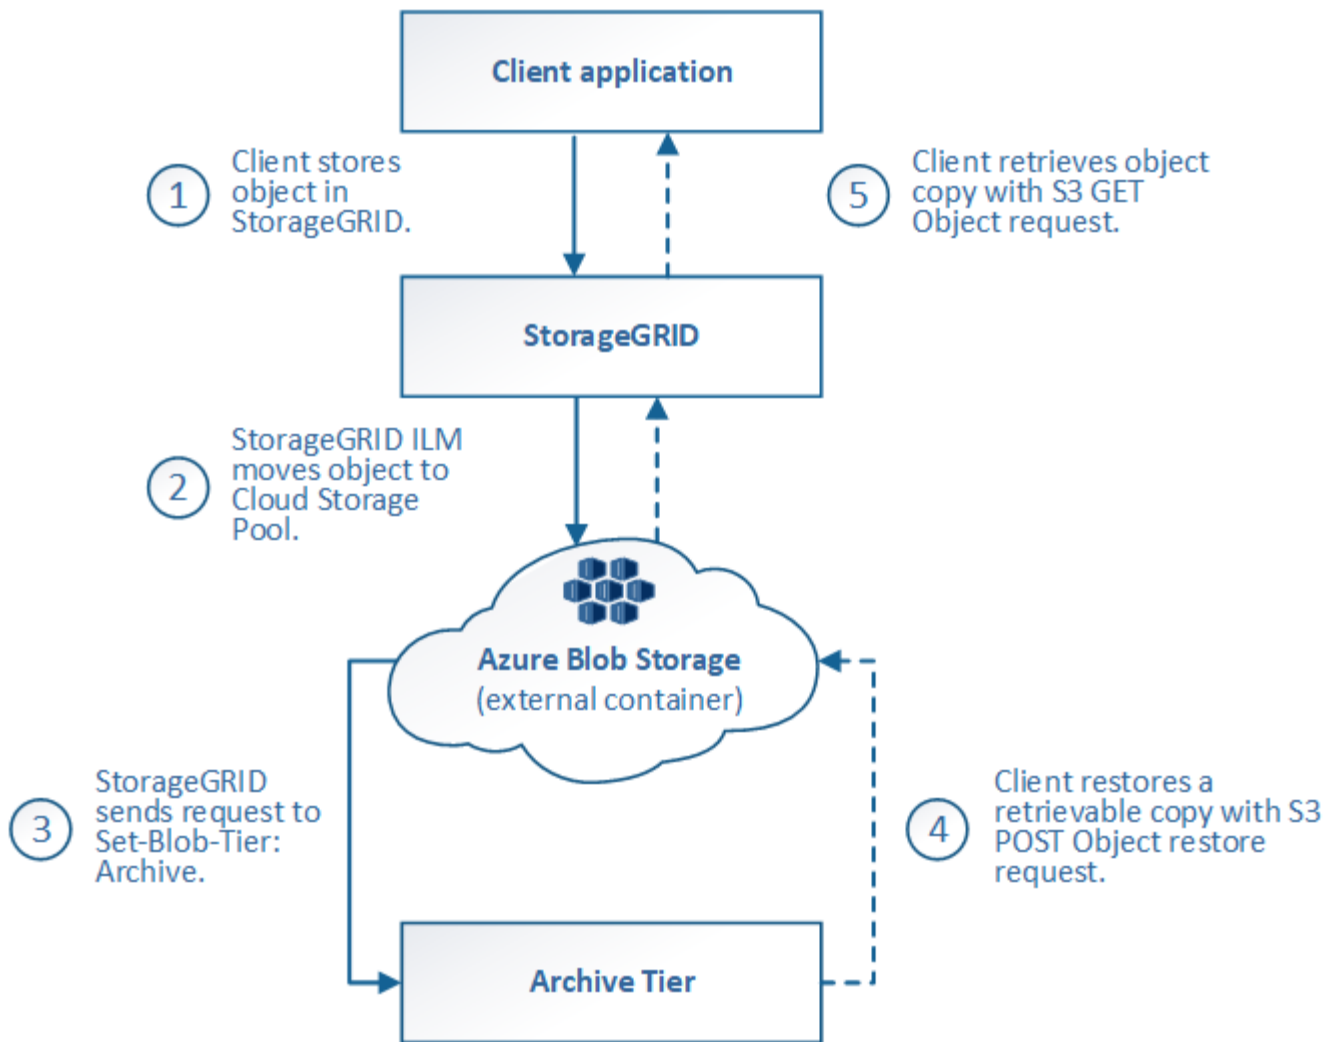 Client application
1
Client stores
object in
StorageGRID.
5
Client retrieves object
copy with S3 GET
Object request.
StorageGRID
2
StorageGRID ILM
moves object to
Cloud Storage
Pool.
Azure Blob Storage
(external container)
3
StorageGRID
sends request to
Set-Blob-Tier:
Archive.
4
Client restores a
retrievable copy with S3
POST Object restore
request.
Archive Tier